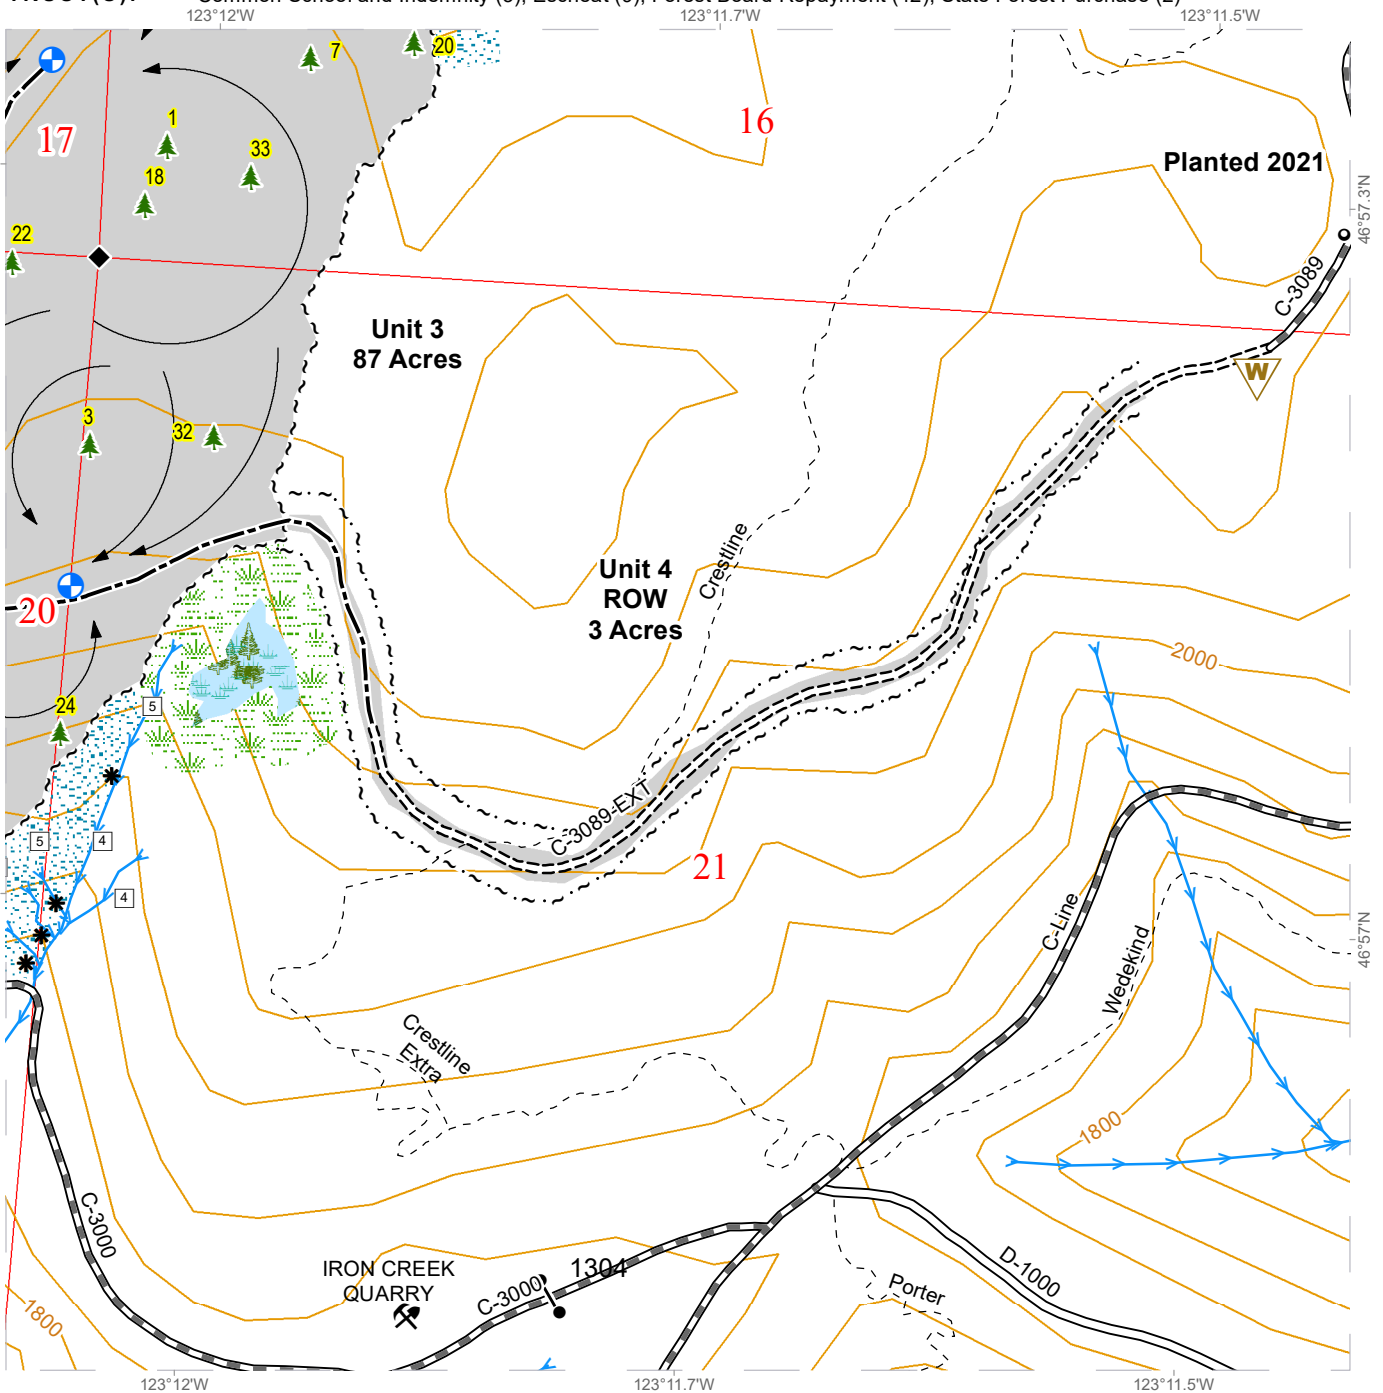 123°12'W
123°11.7'W
123°11.5'W
7
20
17
1
16
33
Planted 2021
18
46°57.3'N
22
C-3089
Unit 3
87 Acres
W
3
32
Crestline
Unit 4
ROW
3 Acres
20
2000
24
5
C-3089-EXT
5
4
21
4
C-Line
Wedekind
46°57'N
Crestline
Extra
1800
C-3000
IRON CREEK
QUARRY
1304
C-3000
D-1000
Porter
1800
123°12'W
123°11.7'W
123°11.5'W